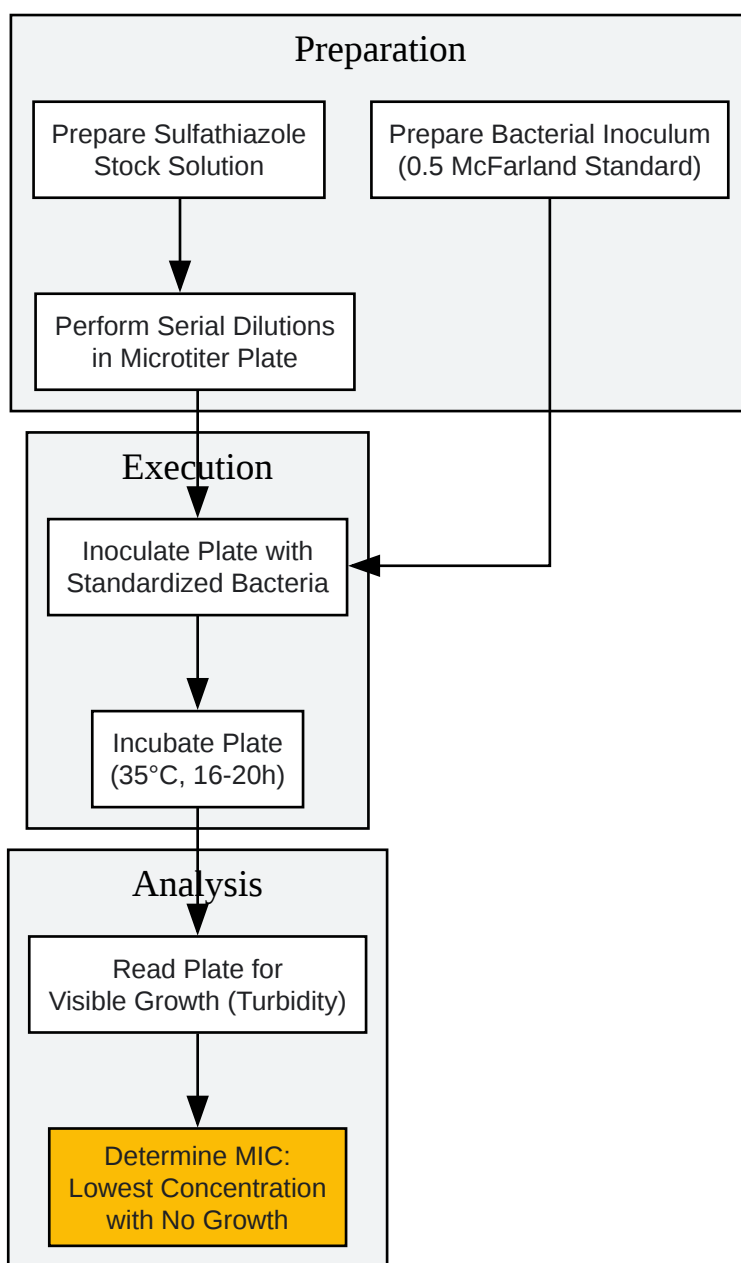 Preparation
Prepare Sulfathiazole
Stock Solution
Prepare Bacterial Inoculum
(0.5 McFarland Standard)
Perform Serial Dilutions
in Microtiter Plate
Execution
Inoculate Plate with
Standardized Bacteria
Incubate Plate
(35°C, 16-20h)
Analysis
Read Plate for
Visible Growth (Turbidity)
Determine MIC:
Lowest Concentration
with No Growth